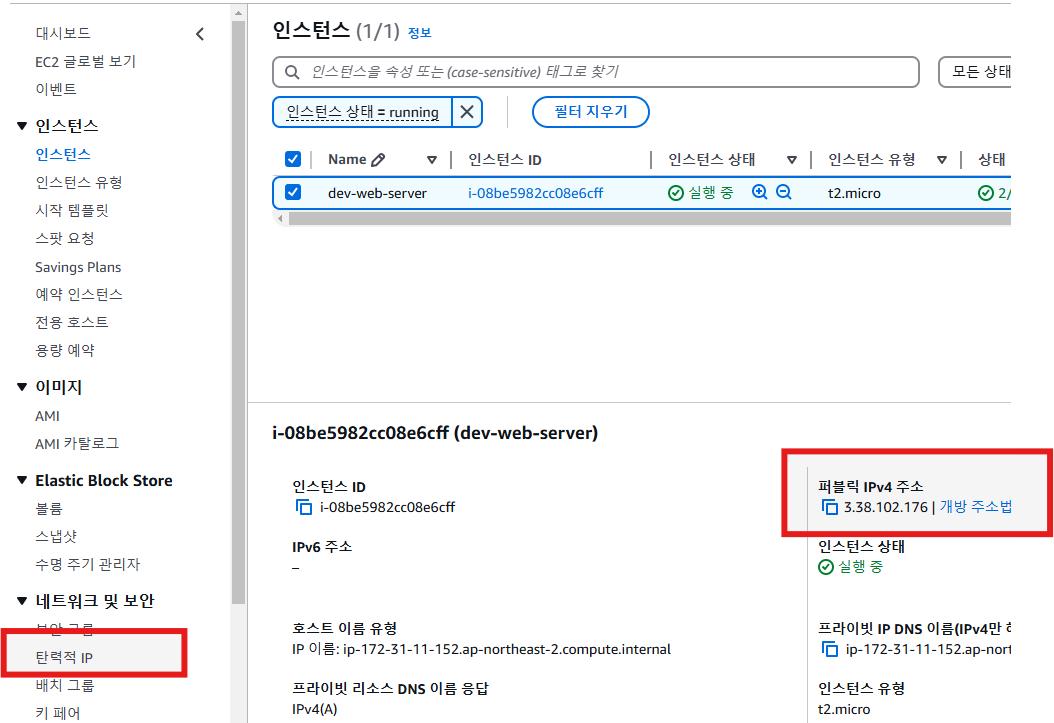 대시보드
EC2 글로벌 보기
이벤트
인스턴스
인스턴스
인스턴스 유형
시작 템플릿
스팟 요청
Savings Plans
예약 인스턴스
전용 호스트
용량 예약
이미지
AMI
AMI 카탈로그
Elastic Block Store
볼륨
스냅샷
수명 주기 관리자
네트워크 및 보안
보안 그룹
탄력적 IP
배치 그룹
키 페어
인스턴스 (1/1) 정보
인스턴스을 속성 또는 (case-sensitive) 태그로 찾기
모든 상태
인스턴스 상태 = running
필터 지우기
Name 인스턴스 ID 인스턴스 상태 인스턴스 유형 상태
dev-web-server i-08be5982cc08e6cff 실행 중 t2.micro 2/
i-08be5982cc08e6cff (dev-web-server)
인스턴스 ID
i-08be5982cc08e6cff
퍼블릭 IPv4 주소
3.38.102.176 | 개방 주소법
IPv6 주소
–
인스턴스 상태
실행 중
호스트 이름 유형
IP 이름: ip-172-31-11-152.ap-northeast-2.compute.internal
프라이빗 IP DNS 이름(IPv4만
ip-172-31-11-152.ap-nort
프라이빗 리소스 DNS 이름 응답
IPv4(A)
인스턴스 유형
t2.micro